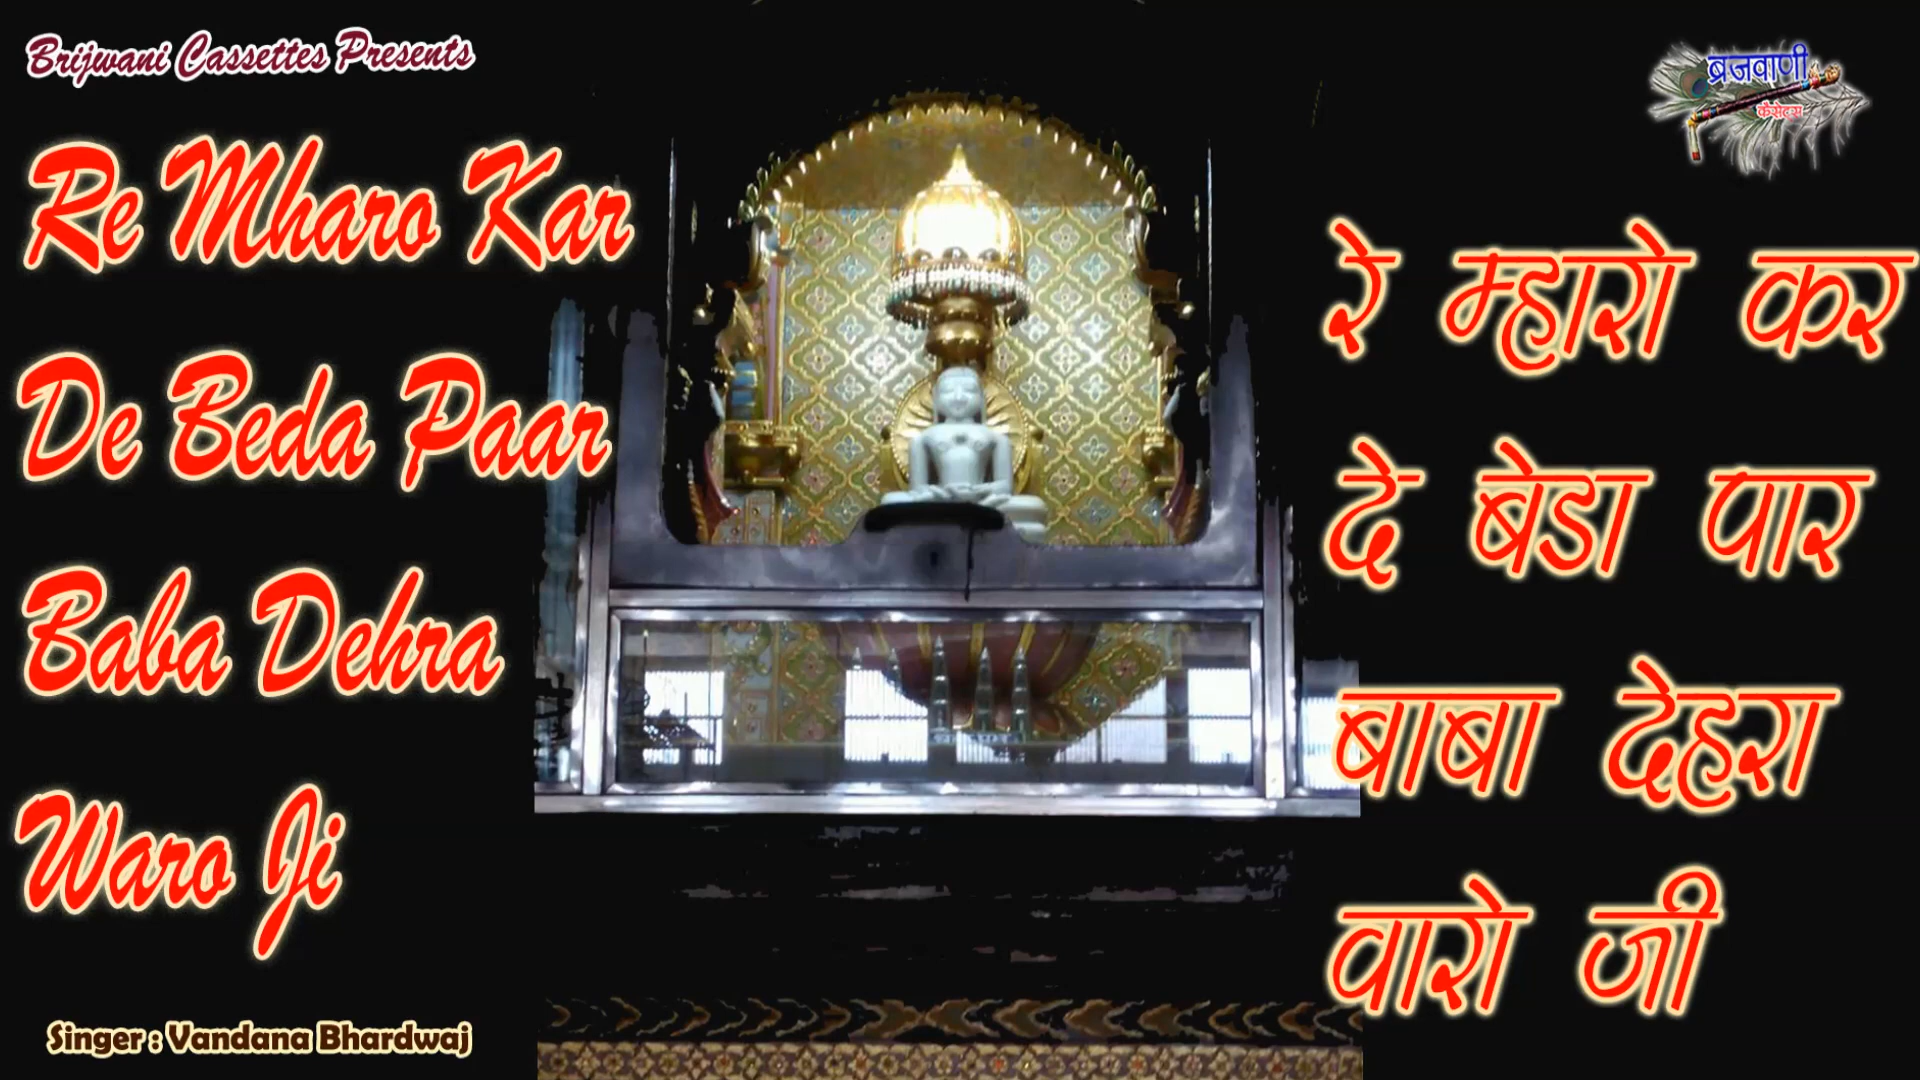 Brijwani Cassettes Presents
ब्रजवाणी
कैसेट्स
Re Mharo Kar
De Beda Paar
Baba Dehra
Waro Ji
रे म्हारो कर
दे बेडा पार
बाबा देहरा
वारो जी
Singer : Vandana Bhardwaj